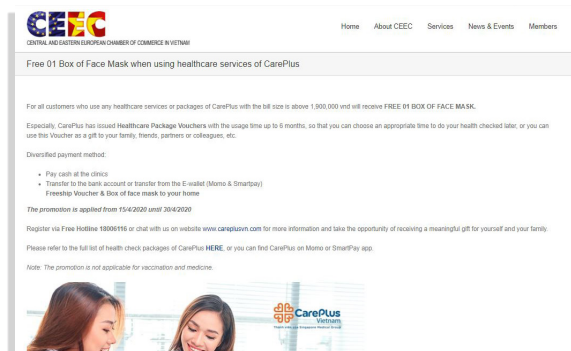 CEEC
CENTRAL AND EASTERN EUROPEAN CHAMBER OF COMMERCE IN VIETNAM
Home About CEEC Services News & Events Members
Free 01 Box of Face Mask when using healthcare services of CarePlus
For all customers who use any healthcare services or packages of CarePlus with the bill size is above 1,900,000 vnd will receive FREE 01 BOX OF FACE MASK.
Especially, CarePlus has issued Healthcare Package Vouchers with the usage time up to 6 months, so that you can choose an appropriate time to do your health checked later, or you can
use this Voucher as a gift to your family, friends, partners or colleagues, etc.
Diversified payment method:
Pay cash at the clinics
Transfer to the bank account or transfer from the E-wallet (Momo & Smartpay)
Freeship Voucher & Box of face mask to your home
The promotion is applied from 15/4/2020 until 30/4/2020
Register via Free Hotline 18006116 or chat with us on website www.careplusvn.com for more information and take the opportunity of receiving a meaningful gift for yourself and your family.
Please refer to the full list of health check packages of CarePlus HERE, or you can find CarePlus on Momo or SmartPay app.
Note: The promotion is not applicable for vaccination and medicine
CarePlus
Vietnam